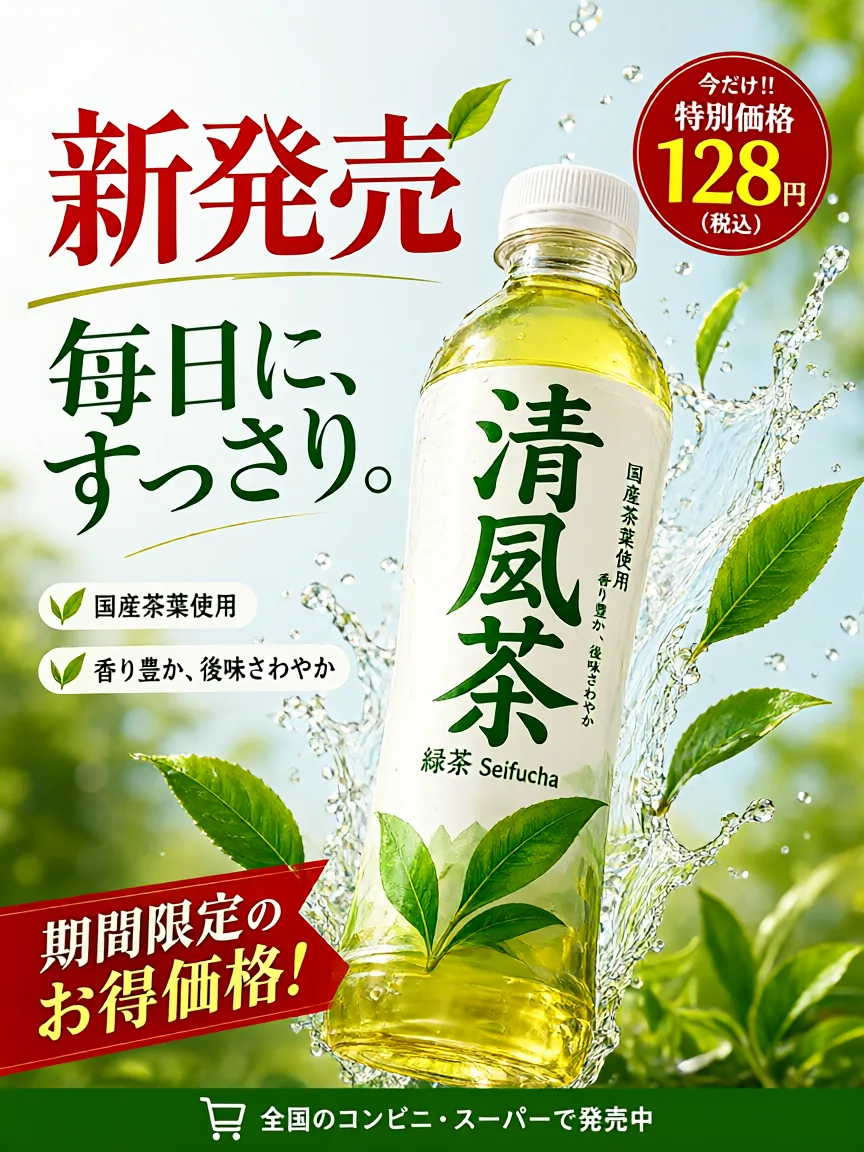 新発売
毎日に、
すっさり。
国産茶葉使用
香り豊か、後味さわやか
今だけ!!
特別価格
128円
(税込)
清風茶
国産茶葉使用
香り豊か、後味さわやか
緑茶 Seifucha
期間限定の
お得価格!
全国のコンビニ・スーパーで発売中